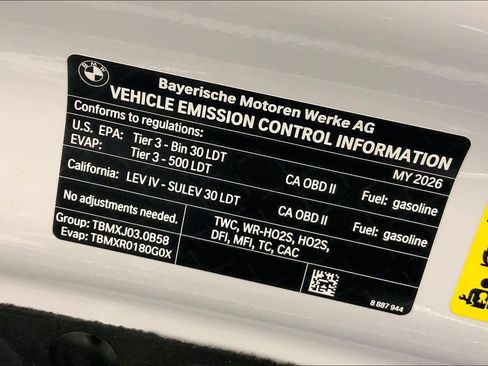 BMW
Bayerische Motoren Werke AG
VEHICLE EMISSION CONTROL INFORMATION
Conforms to regulations: MY 2026
U.S. EPA: Tier 3 - Bin 30 LDT CA OBD II Fuel: gasoline
EVAP: Tier 3 - 500 LDT
California: LEV IV - SULEV 30 LDT CA OBD II Fuel: gasoline
No adjustments needed.
Group: TBMXJ03.0B58
Evap: TBMXR0180G0X
TWC, WR-HO2S, HO2S,
DFI, MFI, TC, CAC
8 887 944